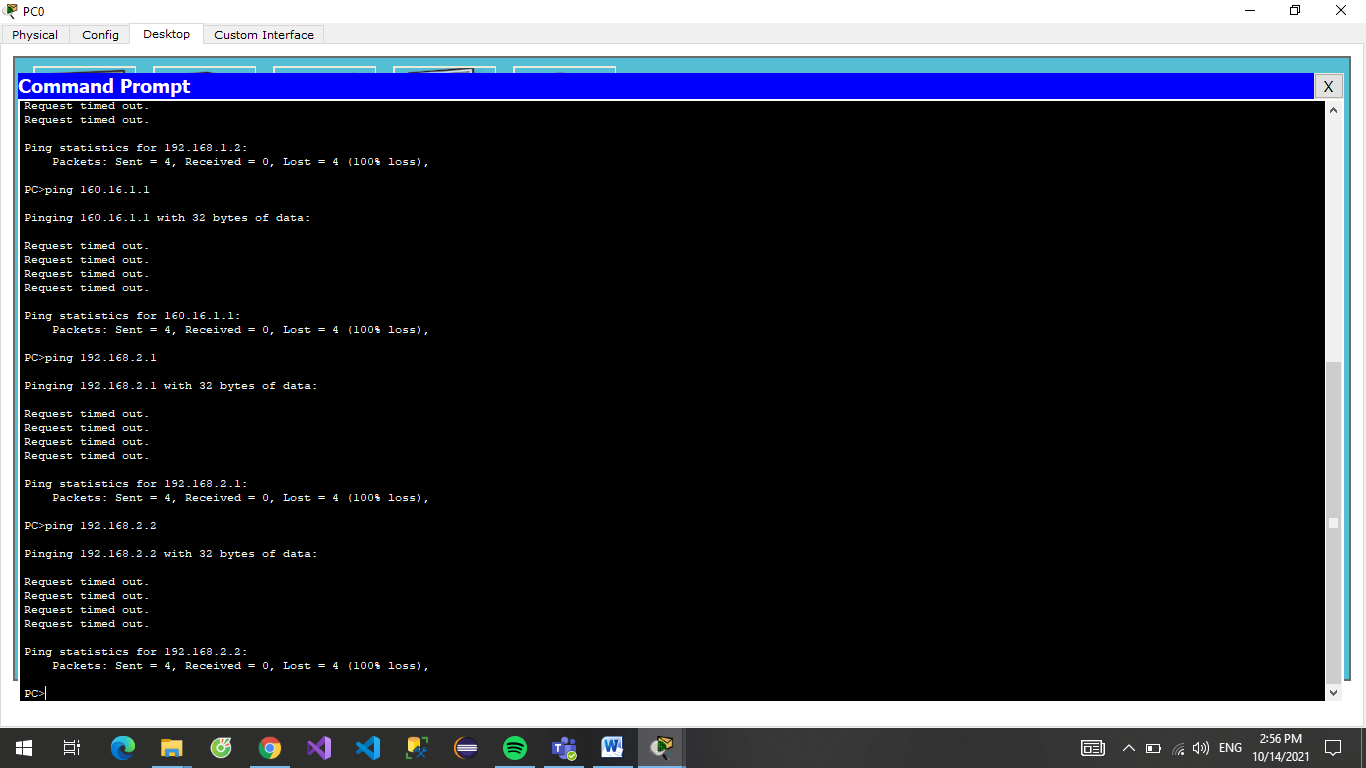 PC0
Physical Config Desktop Custom Interface
Command Prompt
X
Request timed out.
Request timed out.
Ping statistics for 192.168.1.2:
Packets: Sent = 4, Received = 0, Lost = 4 (100% loss),
PC>ping 160.16.1.1
Pinging 160.16.1.1 with 32 bytes of data:
Request timed out.
Request timed out.
Request timed out.
Request timed out.
Ping statistics for 160.16.1.1:
Packets: Sent = 4, Received = 0, Lost = 4 (100% loss),
PC>ping 192.168.2.1
Pinging 192.168.2.1 with 32 bytes of data:
Request timed out.
Request timed out.
Request timed out.
Request timed out.
Ping statistics for 192.168.2.1:
Packets: Sent = 4, Received = 0, Lost = 4 (100% loss),
PC>ping 192.168.2.2
Pinging 192.168.2.2 with 32 bytes of data:
Request timed out.
Request timed out.
Request timed out.
Request timed out.
Ping statistics for 192.168.2.2:
Packets: Sent = 4, Received = 0, Lost = 4 (100% loss),
PC>
ENG
2:56 PM
10/14/2021